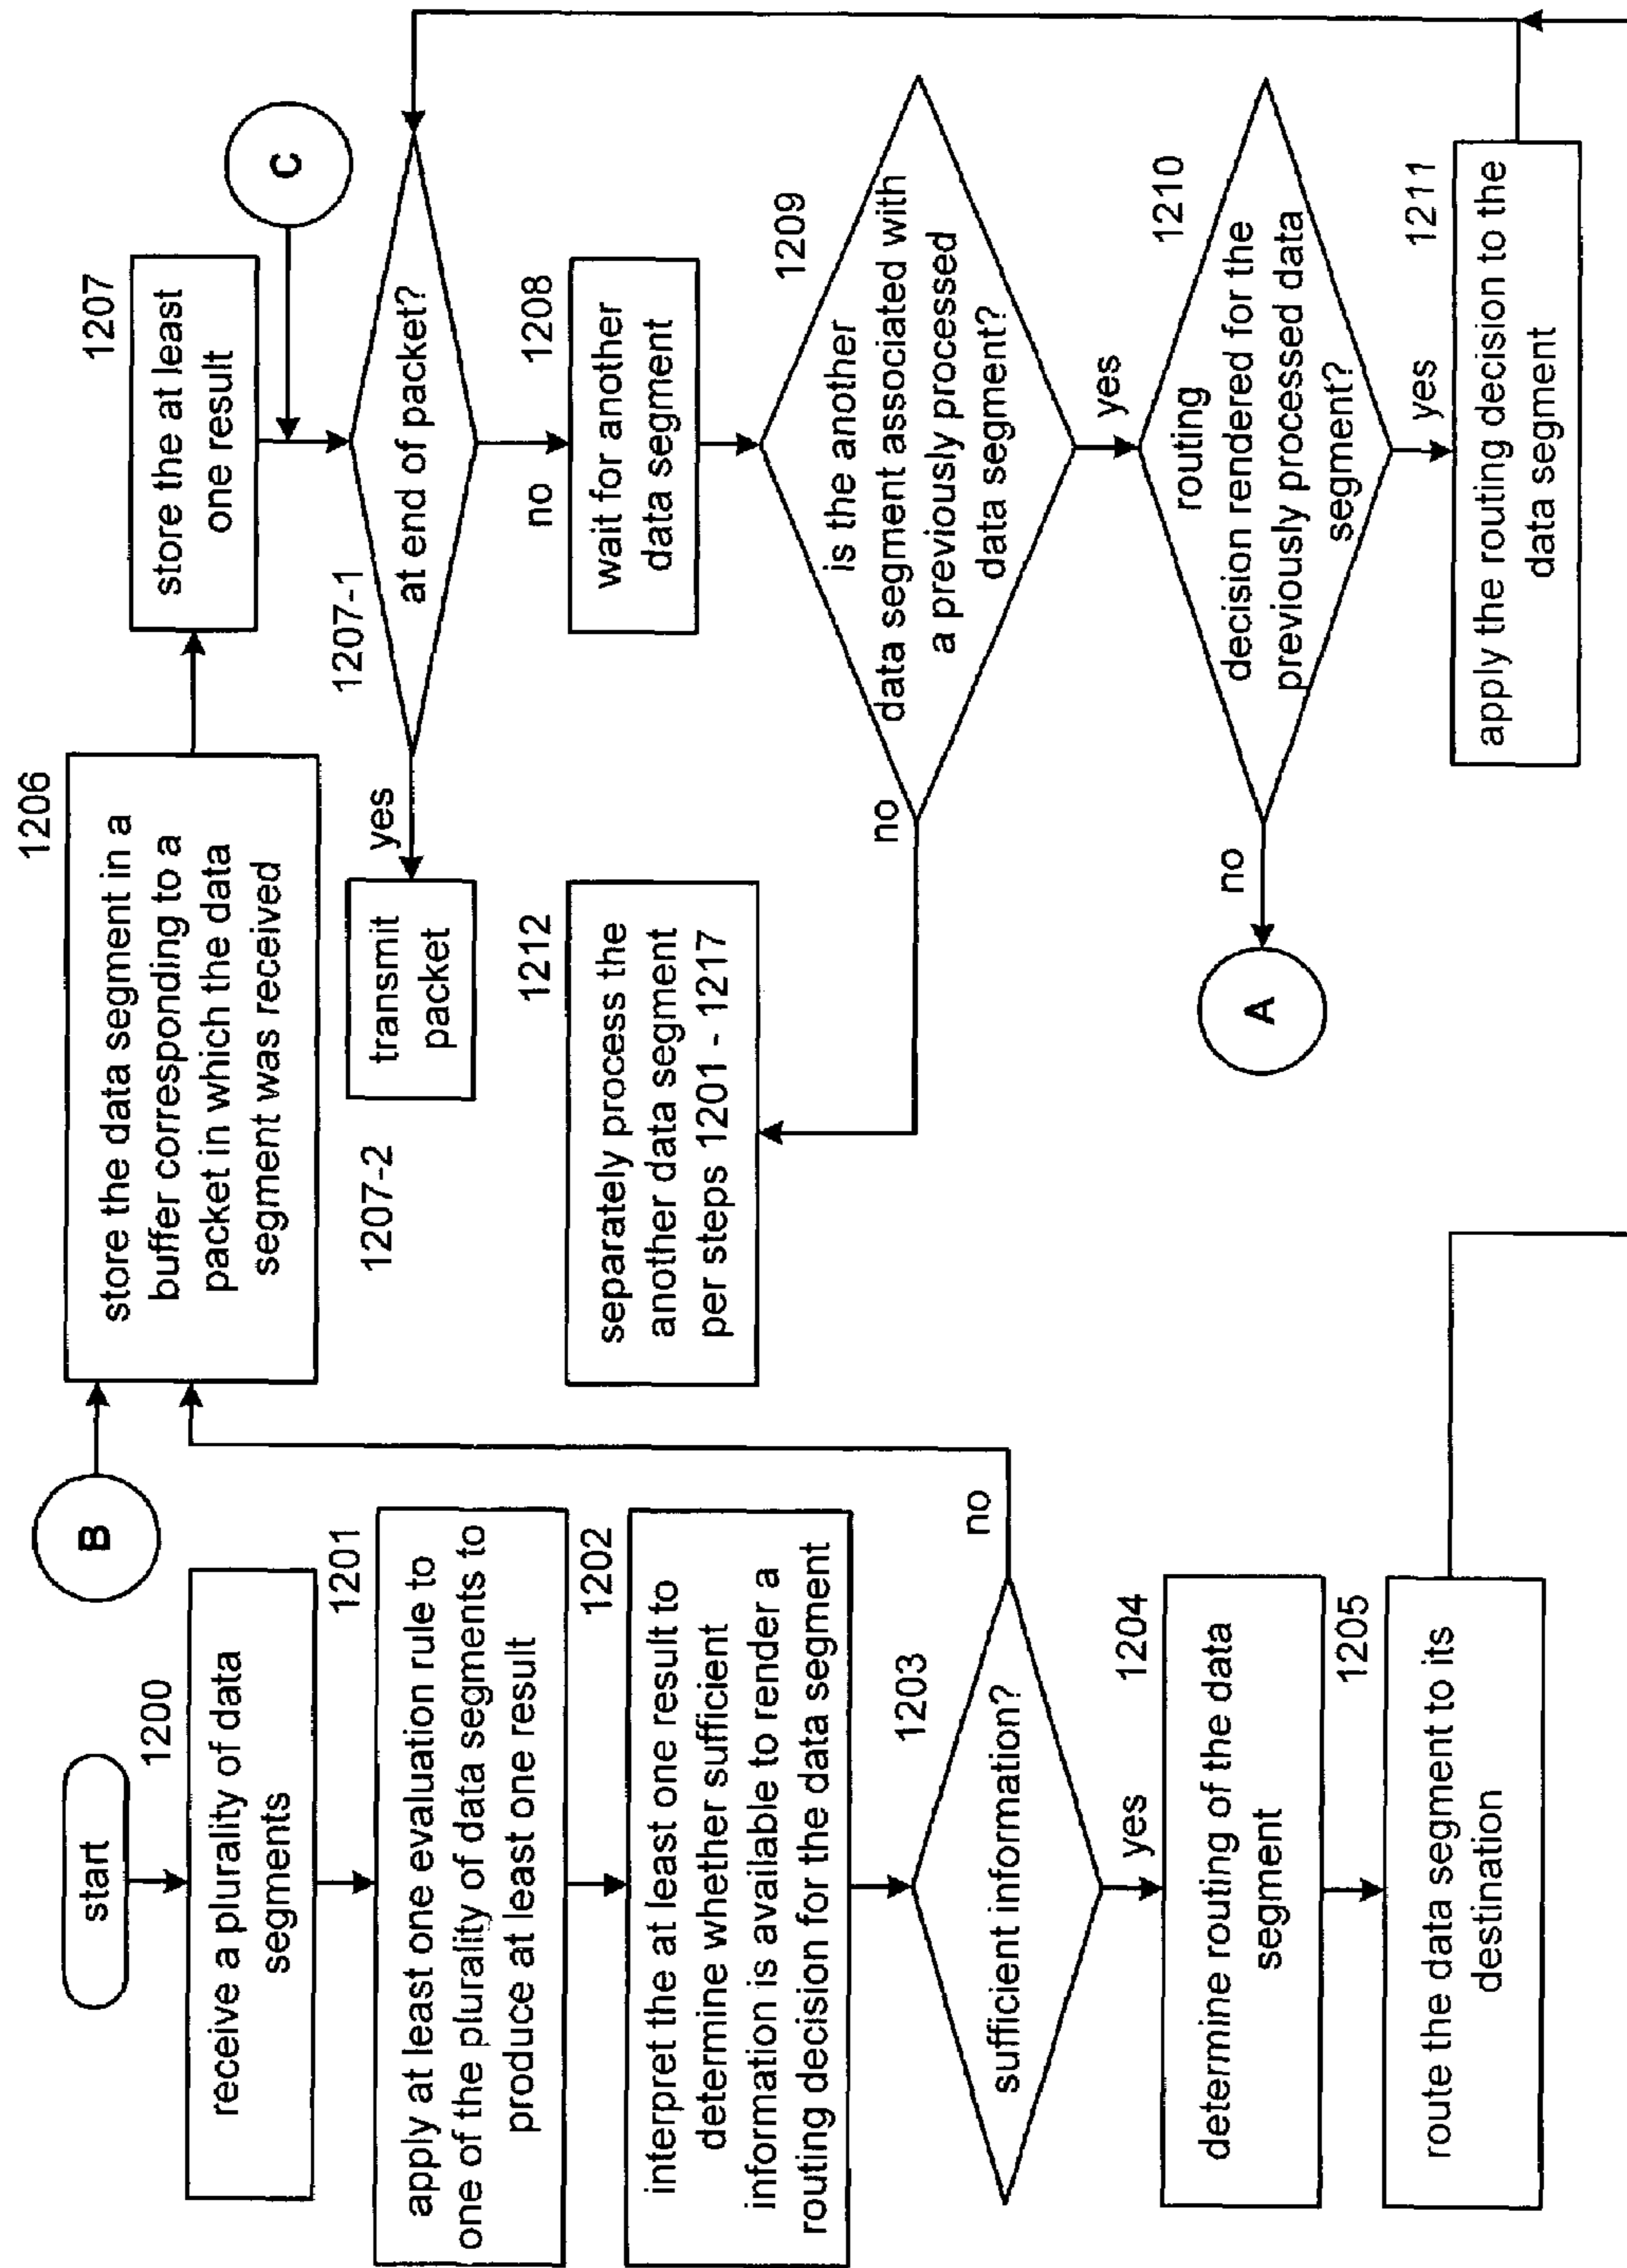 start
1200
receive a plurality of data
segments
1201
apply at least one evaluation rule to
one of the plurality of data segments to
produce at least one result
1202
interpret the at least one result to
determine whether sufficient
information is available to render a
routing decision for the data segment
1203
sufficient information?
no
yes
1204
determine routing of the data
segment
1205
route the data segment to its
destination
B
1206
store the data segment in a
buffer corresponding to a
packet in which the data
segment was received
1207
store the at least
one result
C
1207-1
at end of packet?
yes
1207-2
transmit
packet
no
1208
wait for another
data segment
1209
is the another
data segment associated with
a previously processed
data segment?
no
1212
separately process the
another data segment
per steps 1201 - 1217
yes
1210
routing
decision rendered for the
previously processed data
segment?
no
A
yes
1211
apply the routing decision to the
data segment